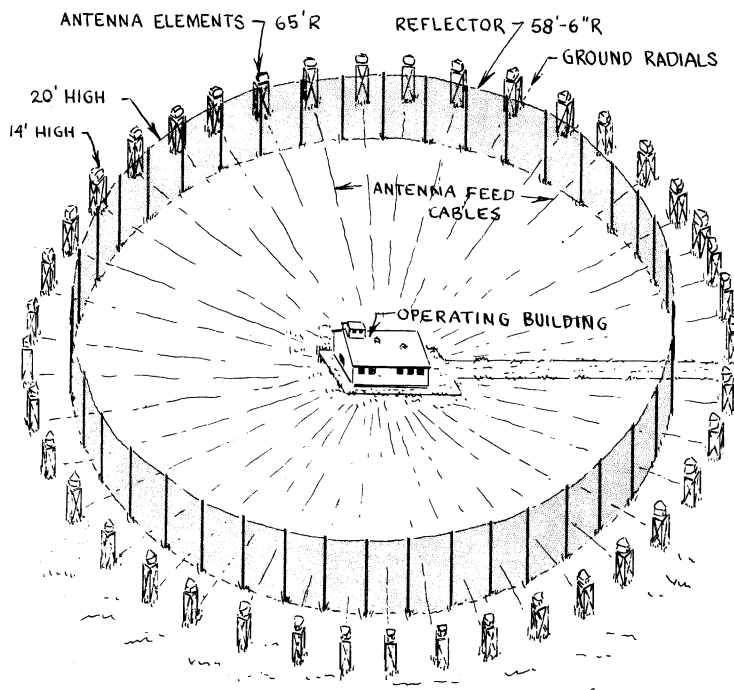 ANTENNA ELEMENTS 65'R
REFLECTOR 58'-6"R
GROUND RADIALS
20' HIGH
14' HIGH
ANTENNA FEED
CABLES
OPERATING BUILDING